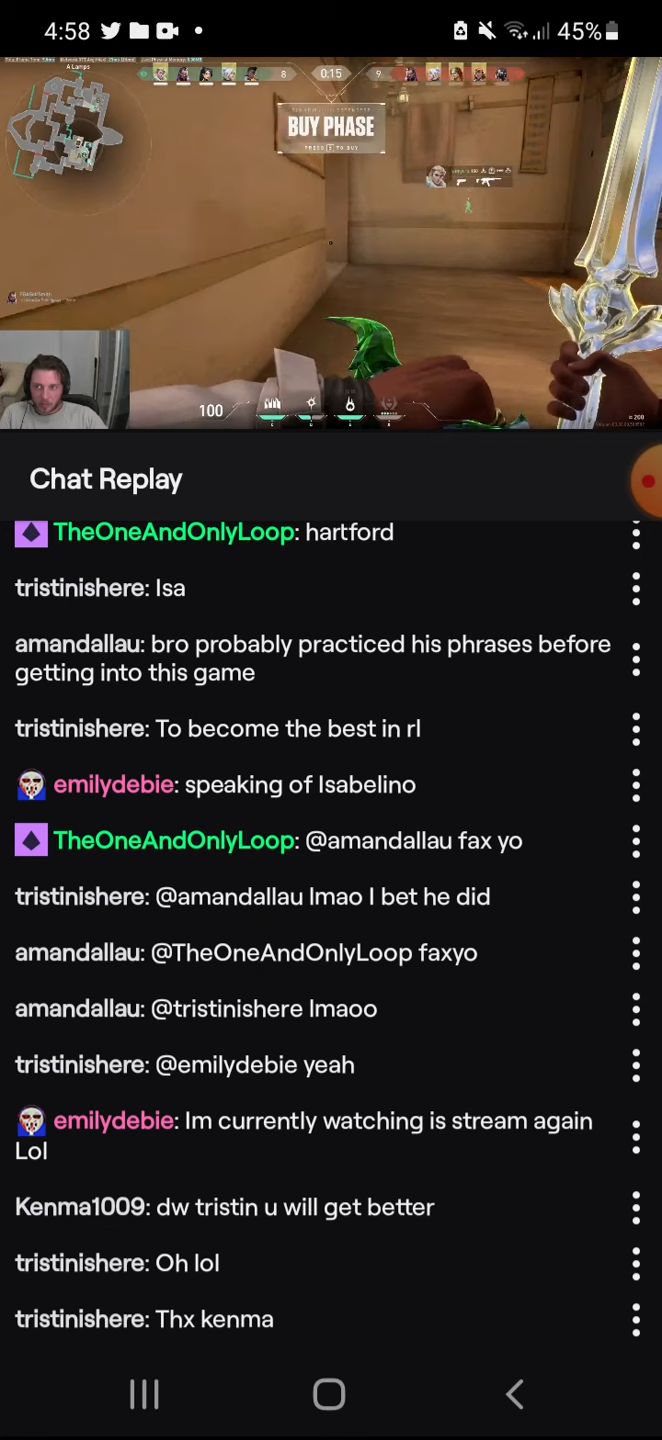 4:58
45%
A Lamps
8
0:15
9
BUY PHASE
PRESS B TO BUY
100
Chat Replay
TheOneAndOnlyLoop: hartford
tristinishere: Isa
amandallau: bro probably practiced his phrases before
getting into this game
tristinishere: To become the best in rl
emilydebie: speaking of Isabelino
TheOneAndOnlyLoop: @amandallau fax yo
tristinishere: @amandallau lmao I bet he did
amandallau: @TheOneAndOnlyLoop faxyo
amandallau: @tristinishere lmaoo
tristinishere: @emilydebie yeah
emilydebie: Im currently watching is stream again
Lol
Kenma1009: dw tristin u will get better
tristinishere: Oh lol
tristinishere: Thx kenma